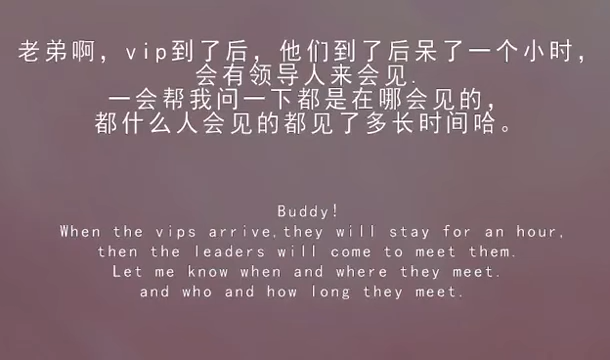 老弟啊，vip到了后，他们到了后呆了一个小时，
会有领导人来会见.
一会帮我问一下都是在哪会见的，
都什么人会见的都见了多长时间哈。
Buddy!
When the vips arrive,they will stay for an hour,
then the leaders will come to meet them.
Let me know when and where they meet.
and who and how long they meet.